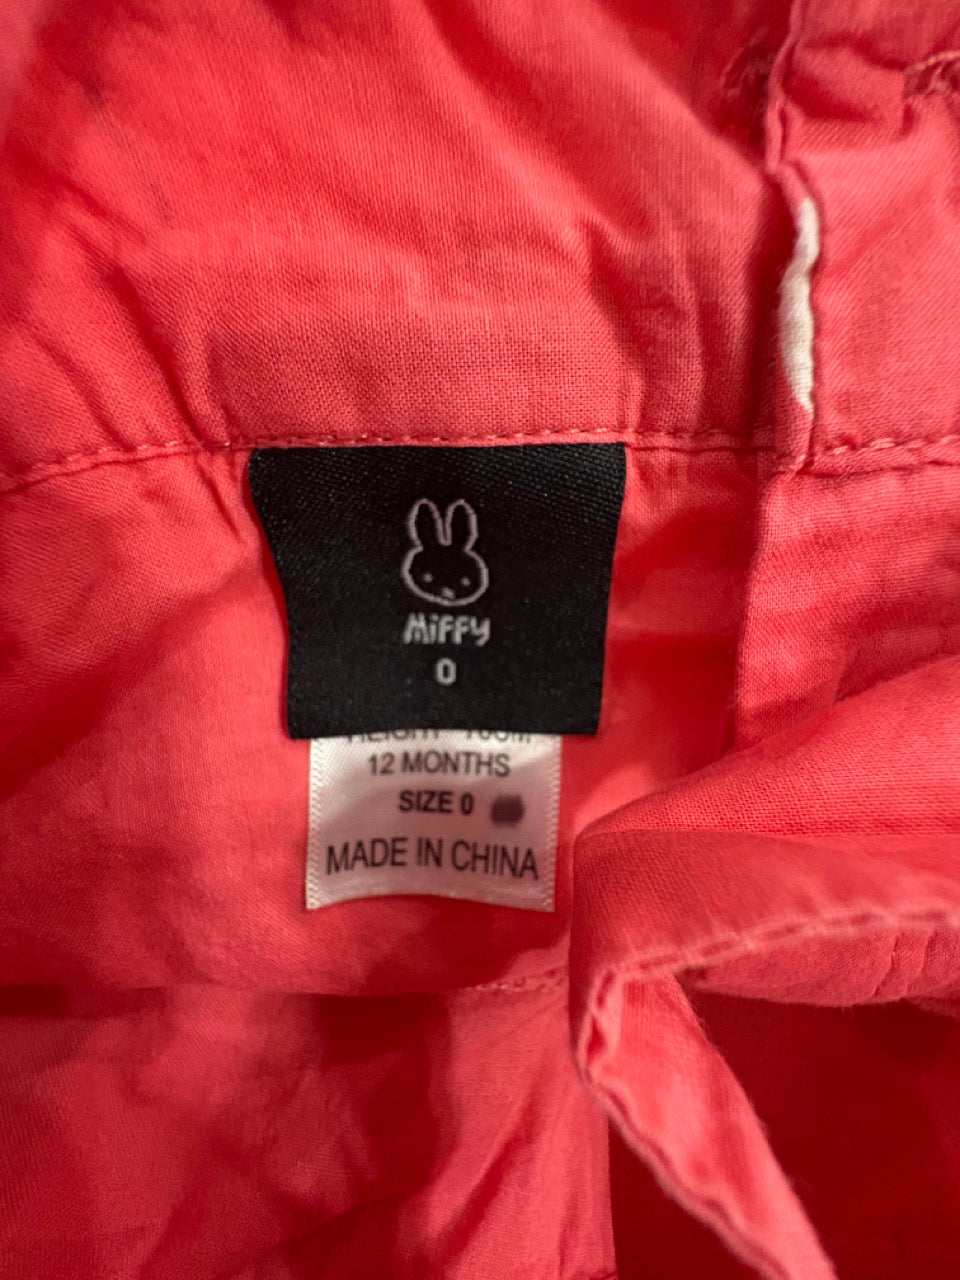 Miffy
0
12 MONTHS
SIZE 0
MADE IN CHINA